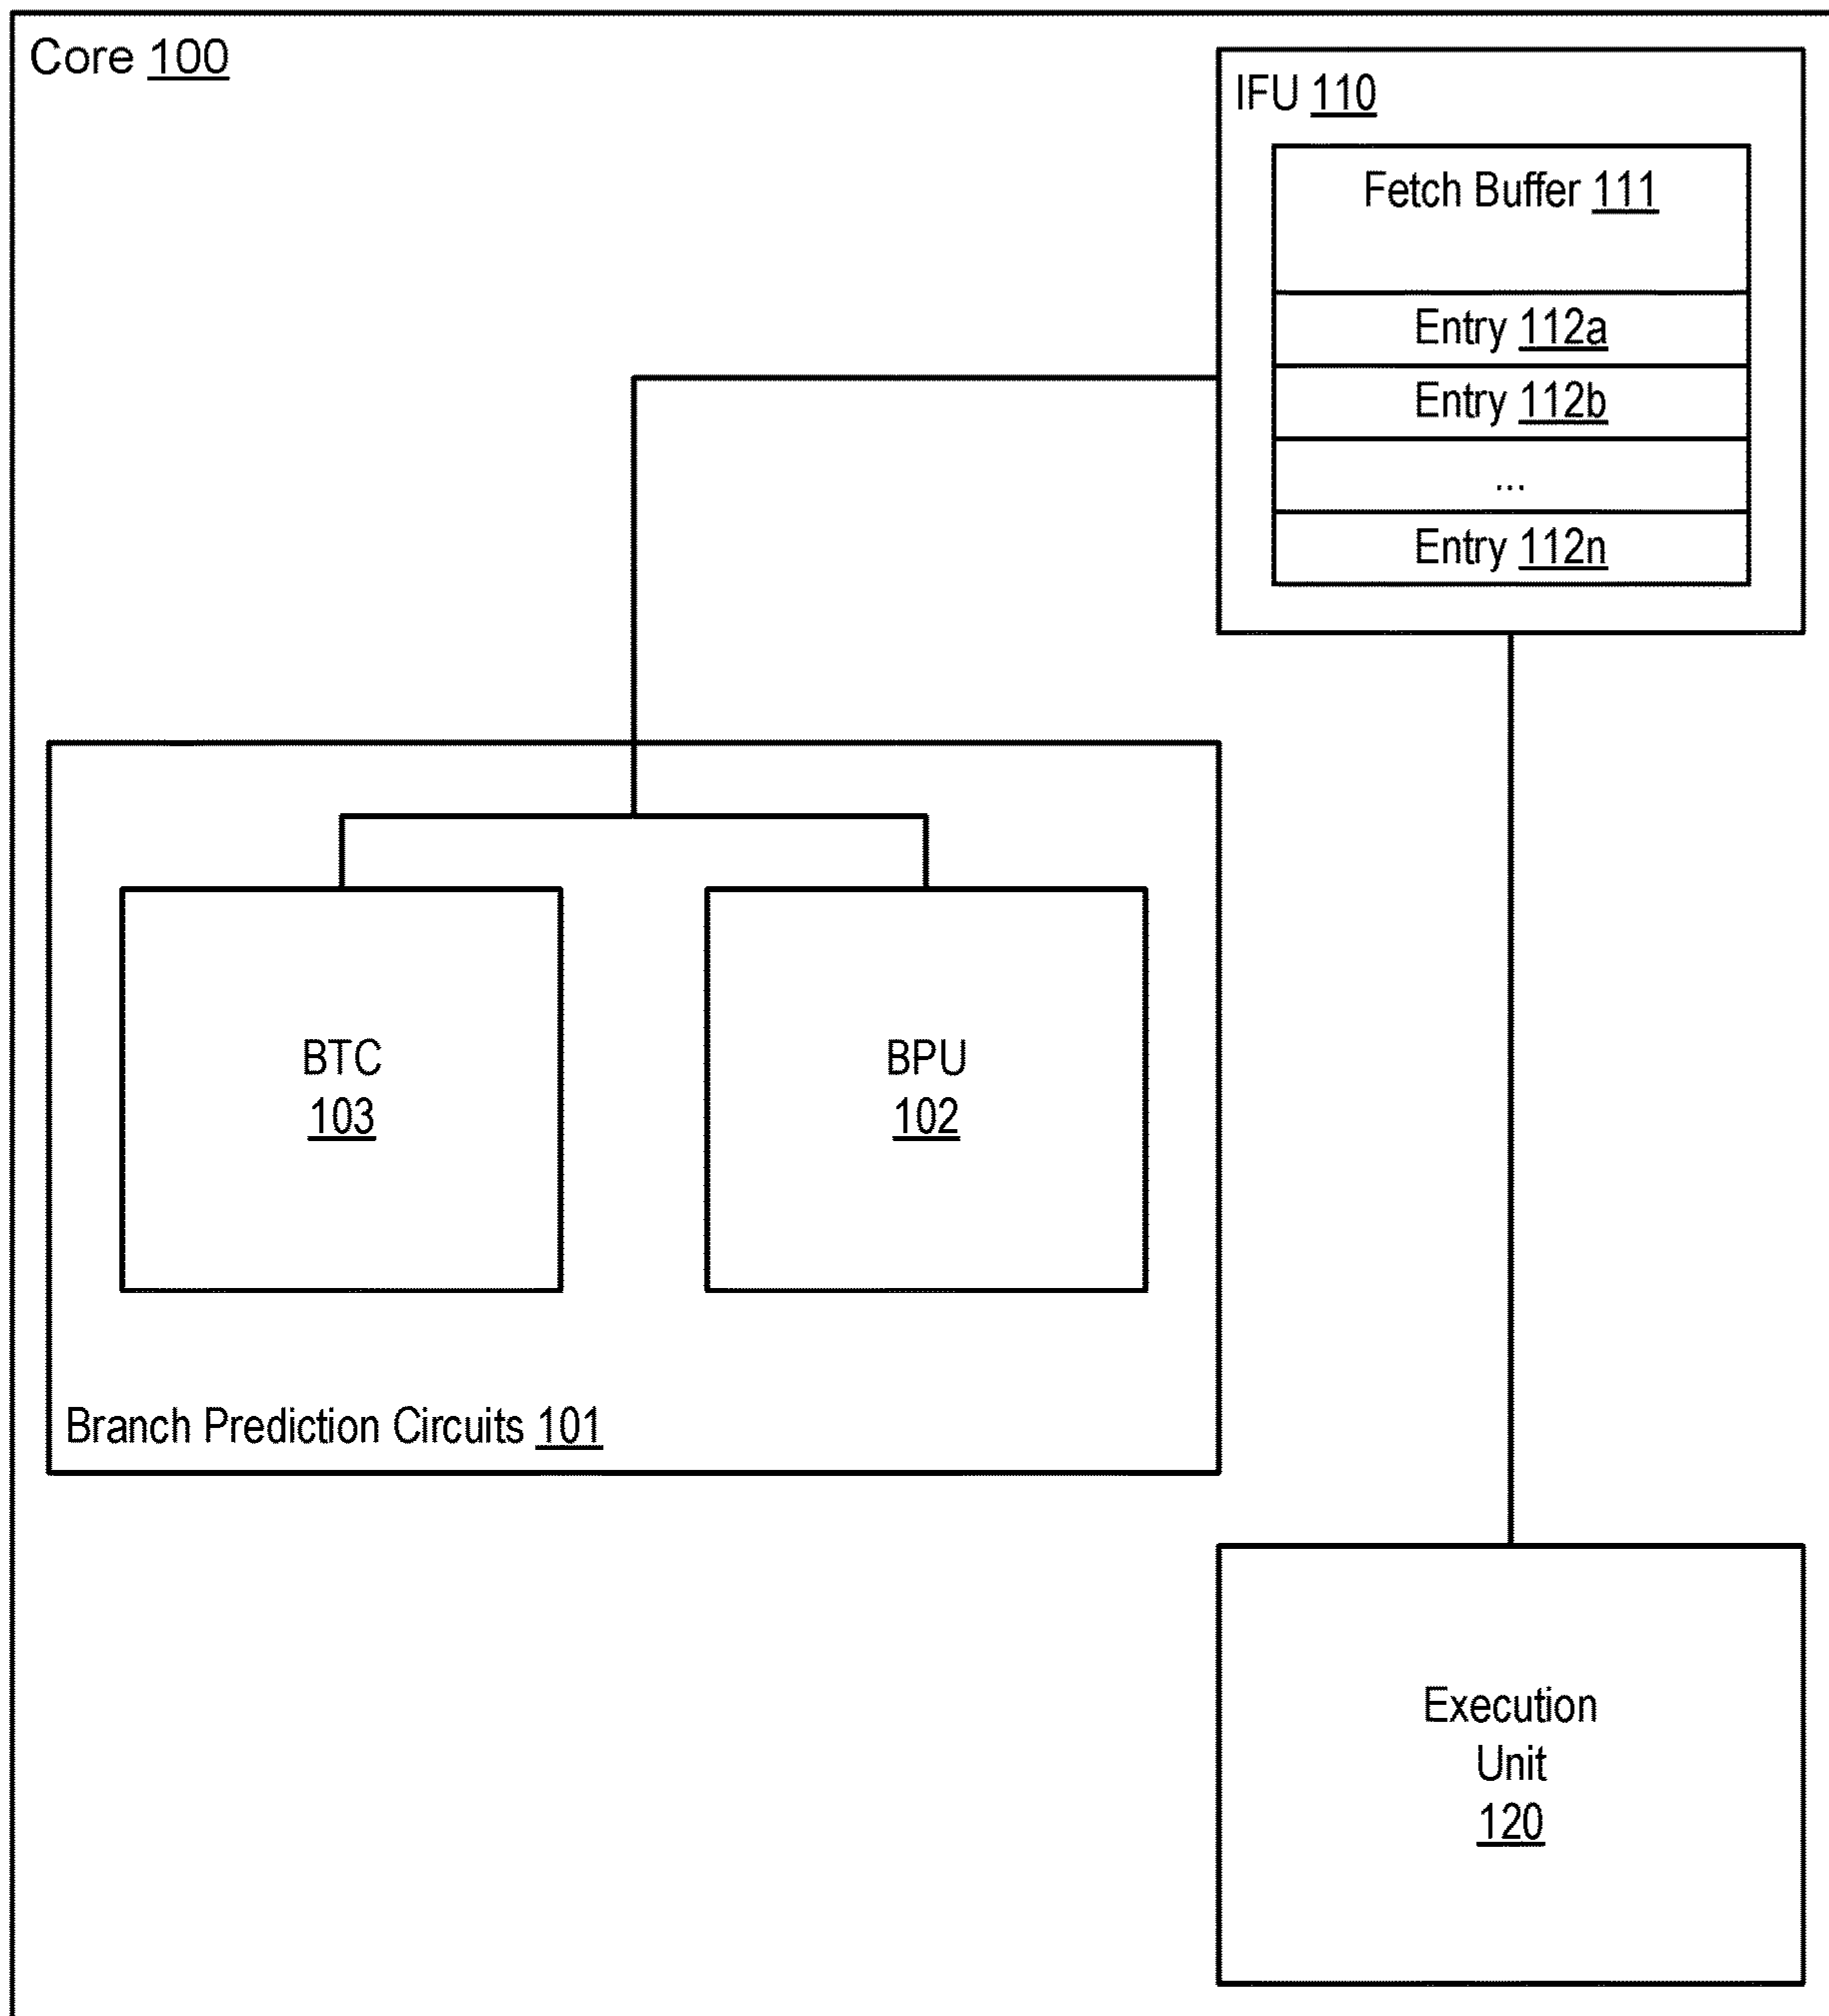 Core 100
IFU 110
Fetch Buffer 111
Entry 112a
Entry 112b
...
Entry 112n
BTC
103
BPU
102
Branch Prediction Circuits 101
Execution
Unit
120